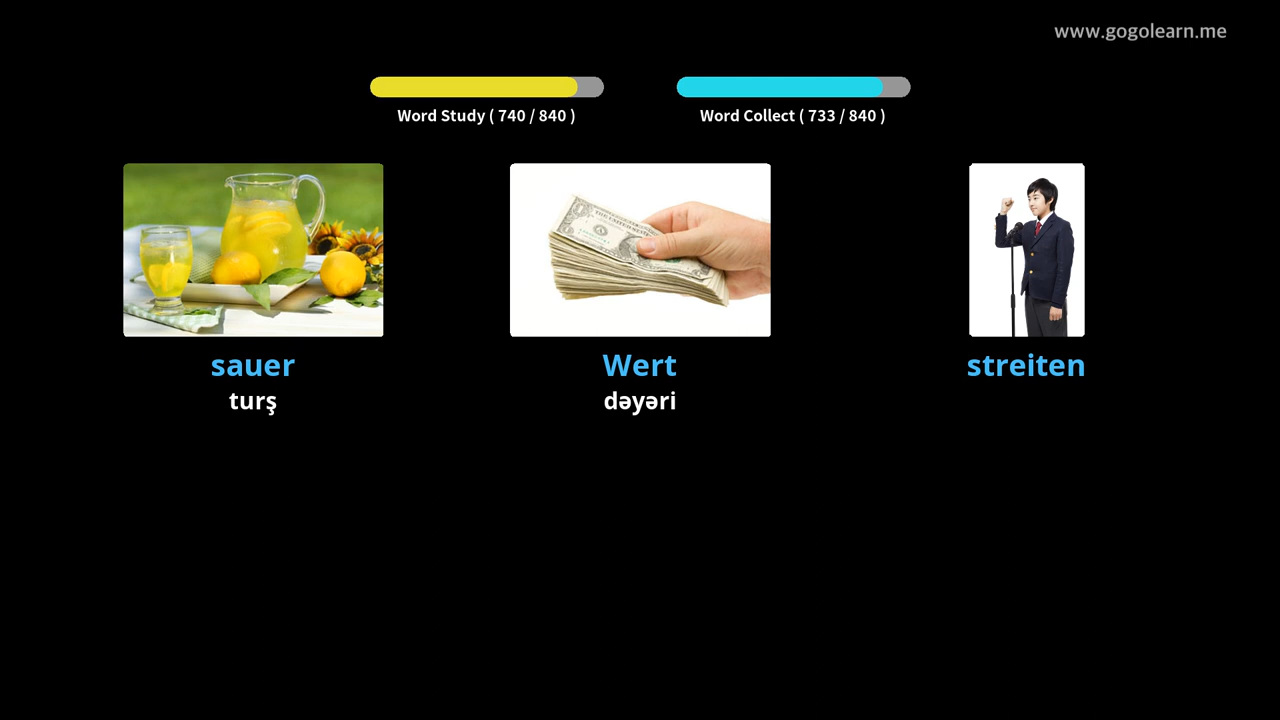 www.gogolearn.me
Word Study ( 740 / 840 )
Word Collect ( 733 / 840 )
sauer
turş
Wert
dəyəri
streiten